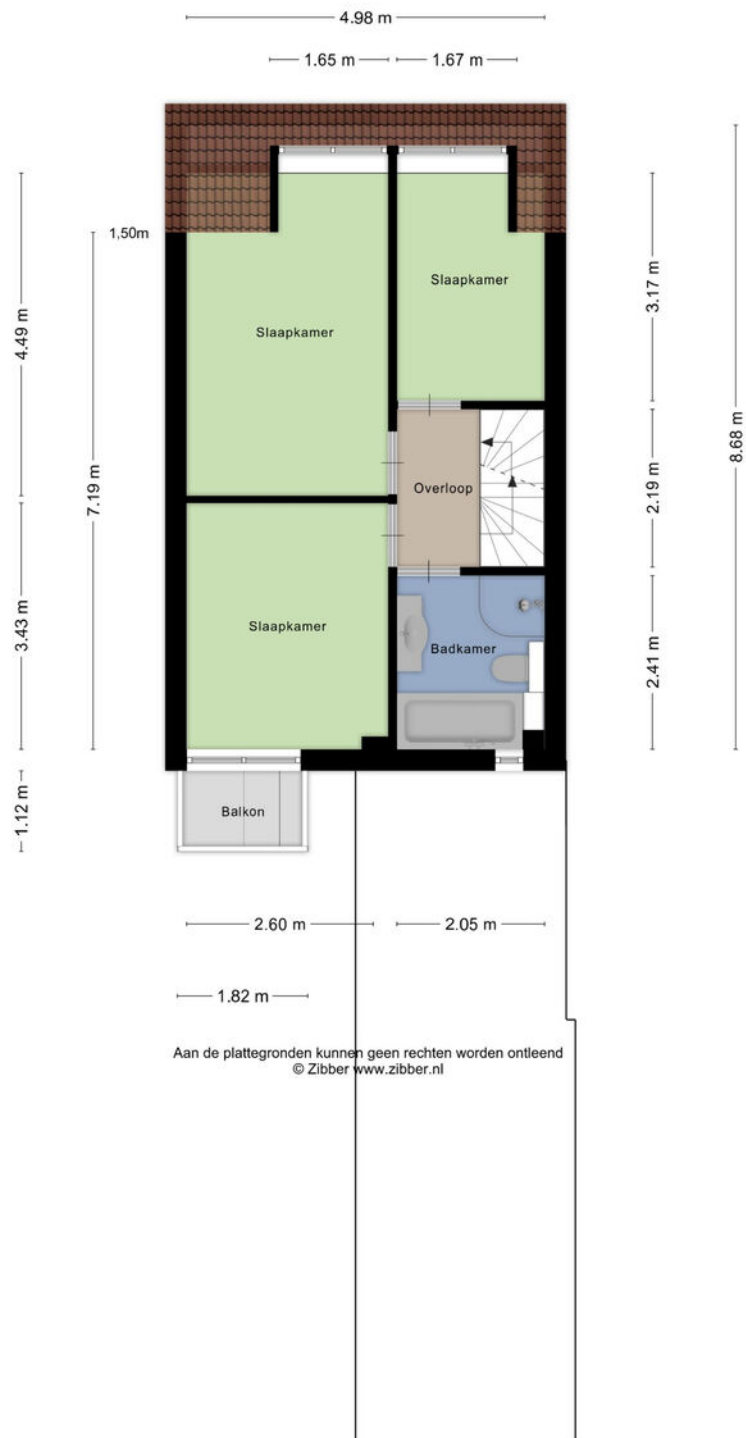 4.98 m
1.65 m
1.67 m
1,50m
Slaapkamer
Slaapkamer
3.17 m
4.49 m
8.68 m
7.19 m
Overloop
2.19 m
Slaapkamer
Badkamer
3.43 m
2.41 m
Balkon
1.12 m
2.60 m
2.05 m
1.82 m
Aan de plattegronden kunnen geen rechten worden ontleend
© Zibber www.zibber.nl